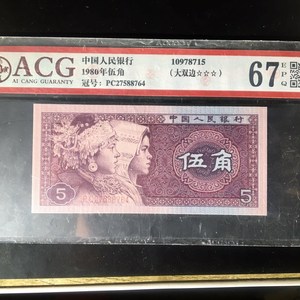 ACG
AI CANG GUARANTY
中国人民银行
1980年伍角
冠号：PC27588764
10978715
（大双边☆☆☆）
67
E
P
Q
中国人民银行
伍角
5
5